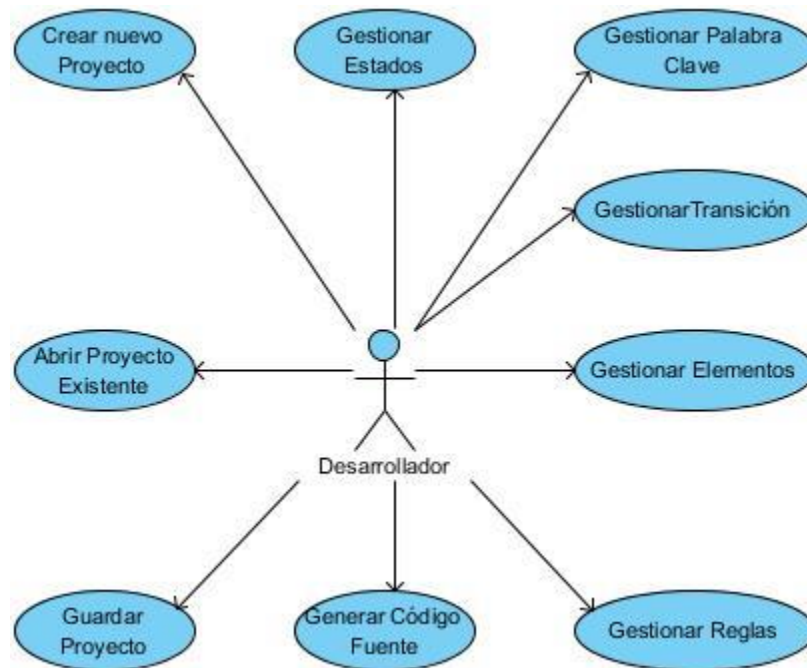 Crear nuevo
Proyecto
Gestionar
Estados
Gestionar Palabra
Clave
GestionarTransición
Abrir Proyecto
Existente
Gestionar Elementos
Desarrollador
Guardar
Proyecto
Generar Código
Fuente
Gestionar Reglas